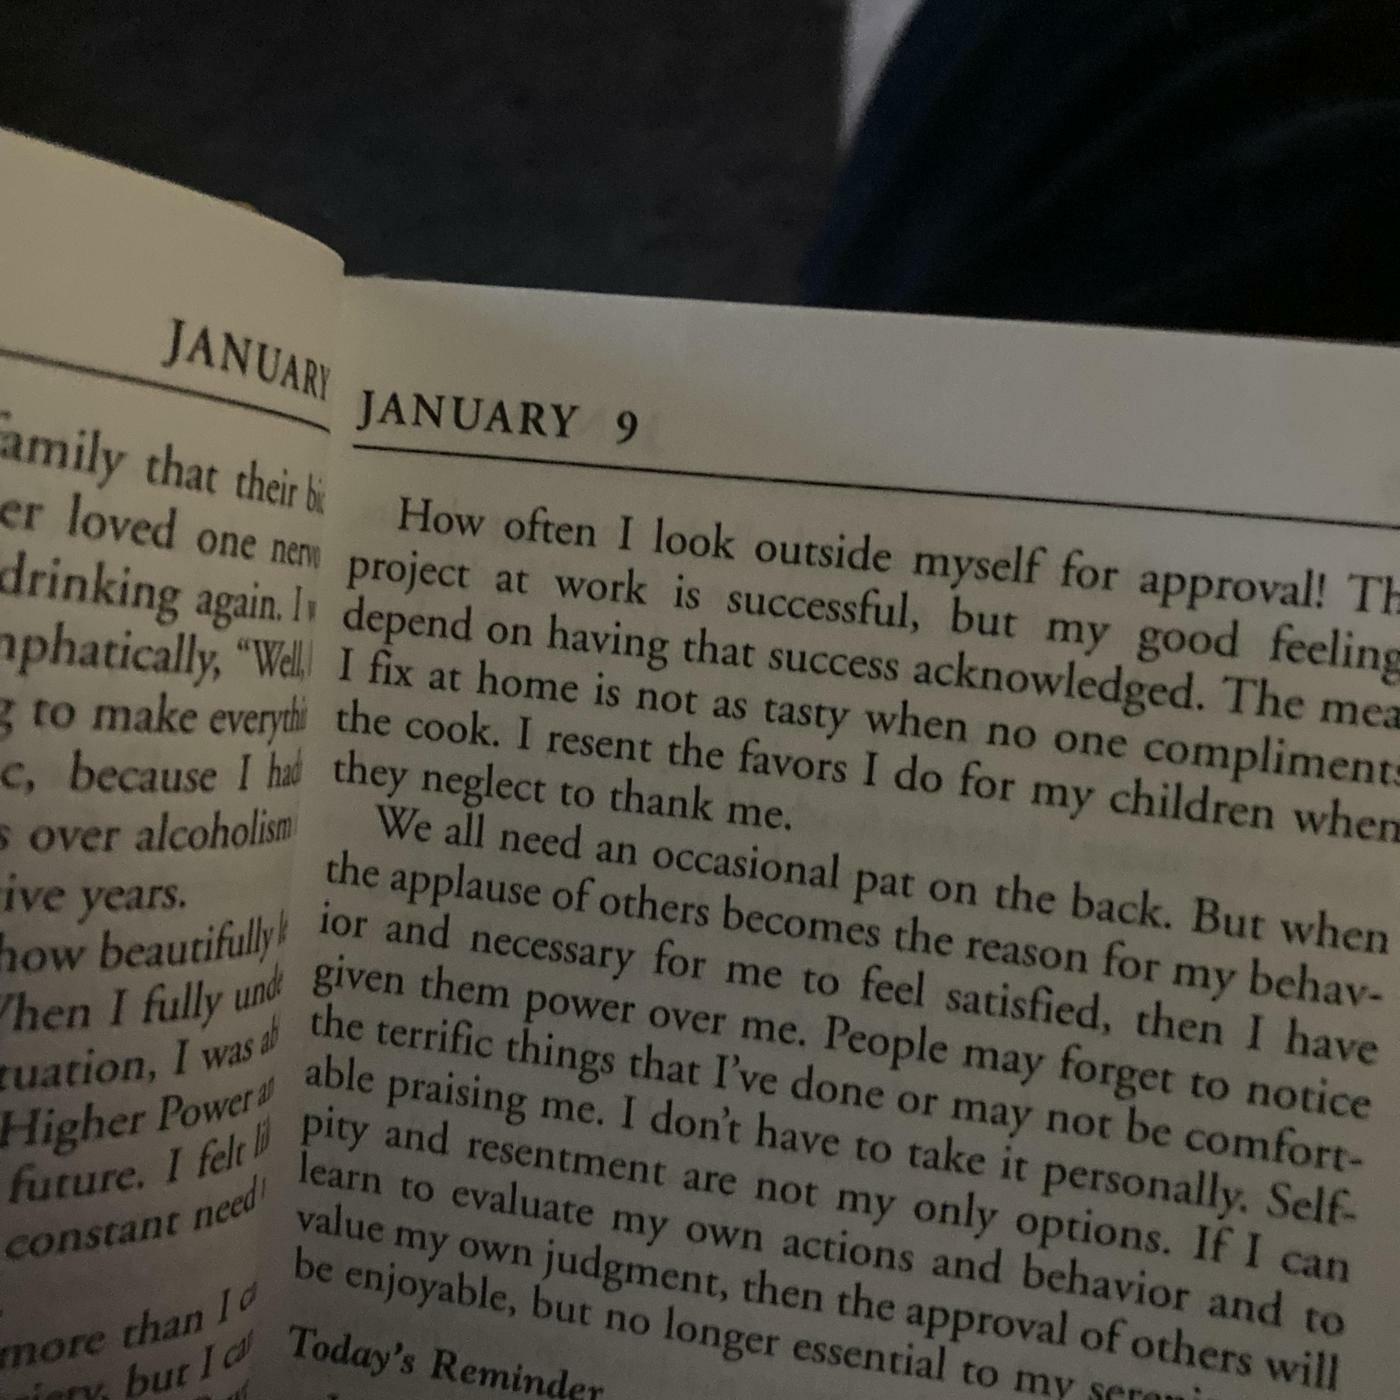 JANUARY
family that their
er loved one
drinking again. I
mphatically, "Well,
g to make
c, because I had
s over alcoholism
ive years.
how beautifully
When I fully
tuation, I was
Higher Power
future. I felt
constant need
more than I
but I
JANUARY 9
How often I look outside myself for approval! Th
project at work is successful, but my good feeling
depend on having that success acknowledged. The mea
I fix at home is not as tasty when no one compliments
the cook. I resent the favors I do for my children when
they neglect to thank me.
We all need an occasional pat on the back. But when
the applause of others becomes the reason for my behav-
ior and necessary for me to feel satisfied, then I have
given them power over me. People may forget to notice
the terrific things that I've done or may not be comfort-
able praising me. I don't have to take it personally. Self-
pity and resentment are not my only options. If I can
learn to evaluate my own actions and behavior and to
value my own judgment, then the approval of others will
be enjoyable, but no longer essential to my
Today's Reminder